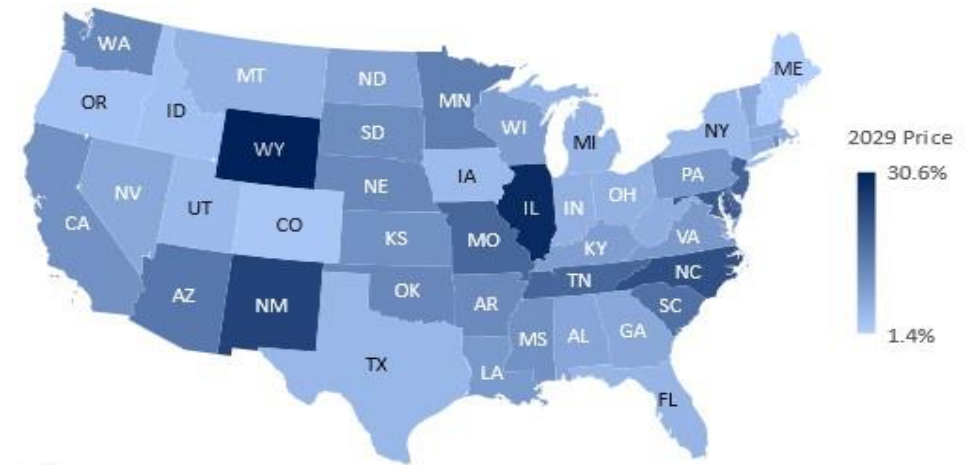 WA
MT
ND
MN
ME
OR
ID
SD
WI
MI
NY
WY
IA
PA
NE
NV
UT
CO
IL
IN
OH
CA
KS
MO
KY
VA
AZ
NM
OK
AR
TN
NC
SC
MS
AL
GA
TX
LA
FL
2029 Price
30.6%
1.4%